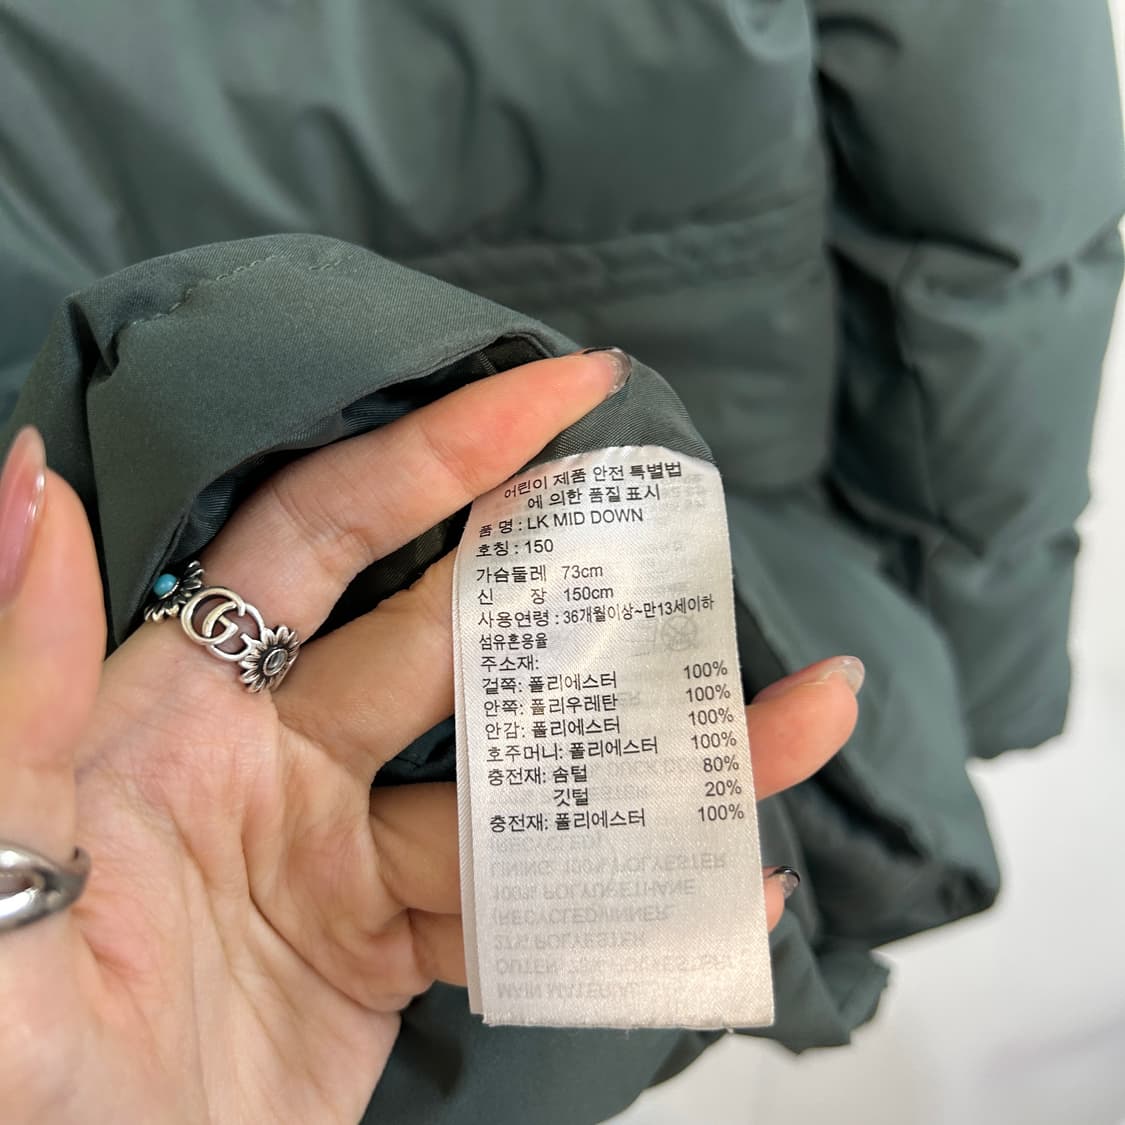 어린이 제품 안전 특별법
에 의한 품질 표시
품 명 : LK MID DOWN
호칭 : 150
가슴둘레 73cm
신 장 150cm
사용연령 : 36개월이상~만13세이하
섬유혼용율
주소재:
겉쪽: 폴리에스터 100%
안쪽: 폴리우레탄 100%
안감: 폴리에스터 100%
호주머니: 폴리에스터 100%
충전재: 솜털 80%
깃털 20%
충전재: 폴리에스터 100%